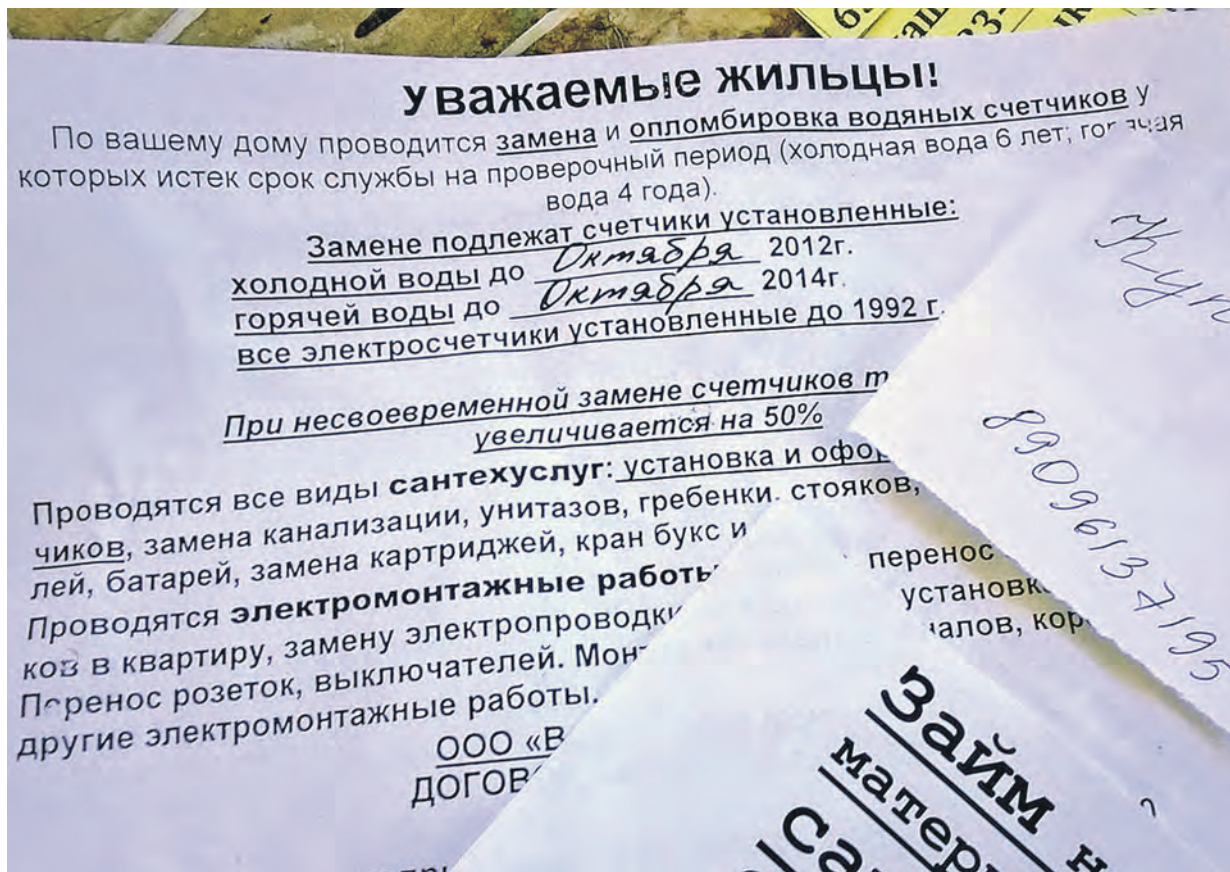 Уважаемые жильцы!
По вашему дому проводится замена и опломбировка водяных счетчиков у
которых истек срок службы на проверочный период (холодная вода 6 лет; горячая
вода 4 года).
Замене подлежат счетчики установленные:
холодной воды до Октября 2012г.
горячей воды до Октября 2014г.
все электросчетчики установленные до 1992 г.
При несвоевременной замене счетчиков т
увеличивается на 50%
Проводятся все виды сантехуслуг: установка и офо
чиков, замена канализации, унитазов, гребенки. стояков,
лей, батарей, замена картриджей, кран букс и
Проводятся электромонтажные работы перенос
ков в квартиру, замену электропроводки установк
Перенос розеток, выключателей. Мон алов, кор
другие электромонтажные работы.
ООО «В
ДОГОВ
89096137195
Займ н
матери